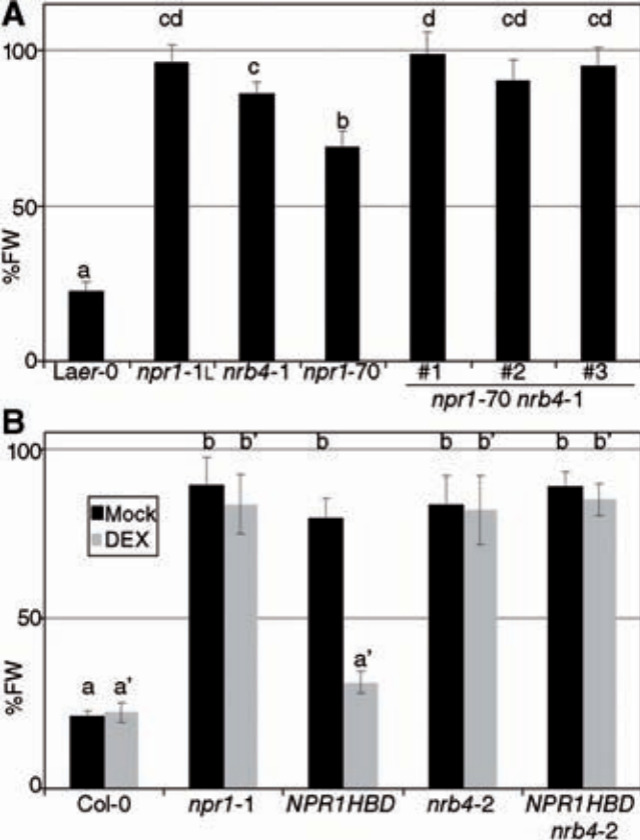 A
cd d cd cd
100
c
b
50
%FW
a
0
Laer-0 npr1-1L nrb4-1 npr1-70 #1 #2 #3
npr1-70 nrb4-1
B
b b' b b b' b b'
100
Mock
DEX
50
a a' a'
%FW
0
Col-0 npr1-1 NPR1HBD nrb4-2 NPR1HBD
nrb4-2